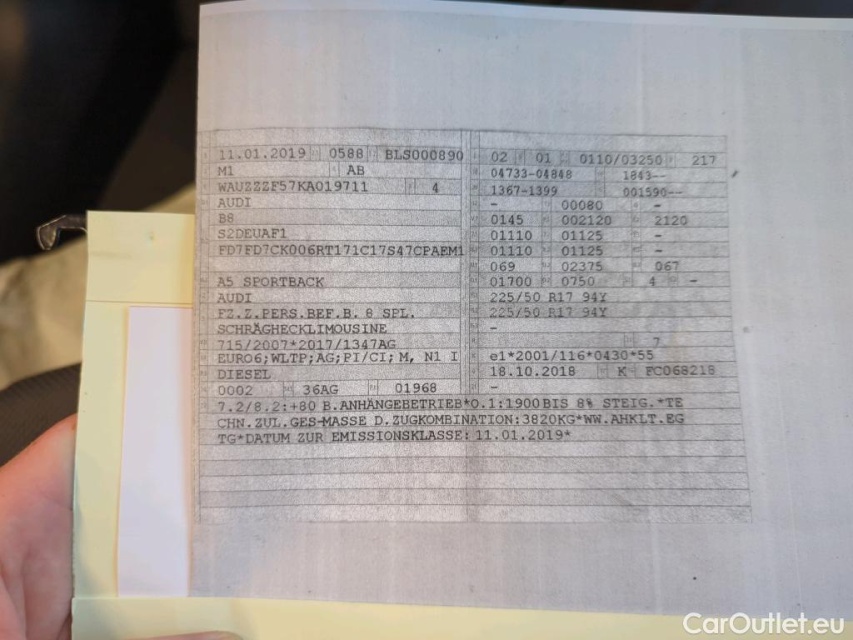 11.01.2019 0588 BLS000890 02 01 0110/03250 217
M1 AB 04733-04848 1843--
WAUZZZF57KA019711 4 1367-1399 001590--
AUDI - 00080 -
B8 0145 002120 2120
S2DEUAF1 01110 01125 -
FD7FD7CK006RT171C17S47CPAEM1 01110 01125 -
069 02375 067
A5 SPORTBACK 01700 0750 4 -
AUDI 225/50 R17 94Y
FZ.Z.PERS.BEF.B. 8 SPL. 225/50 R17 94Y
SCHRÄGHECKLIMOUSINE -
715/2007*2017/1347AG 7
EURO6;WLTP;AG;PI/CI; M, N1 I e1*2001/116*0430*55
DIESEL 18.10.2018 K FC068218
0002 36AG 01968 -
7.2/8.2:+80 B.ANHÄNGEBETRIEB*O.1:1900 BIS 8% STEIG.*TE
CHN.ZUL.GES-MASSE D.ZUGKOMBINATION:3820KG*WW.AHKLT.EG
TG*DATUM ZUR EMISSIONSKLASSE: 11.01.2019*
CarOutlet.eu